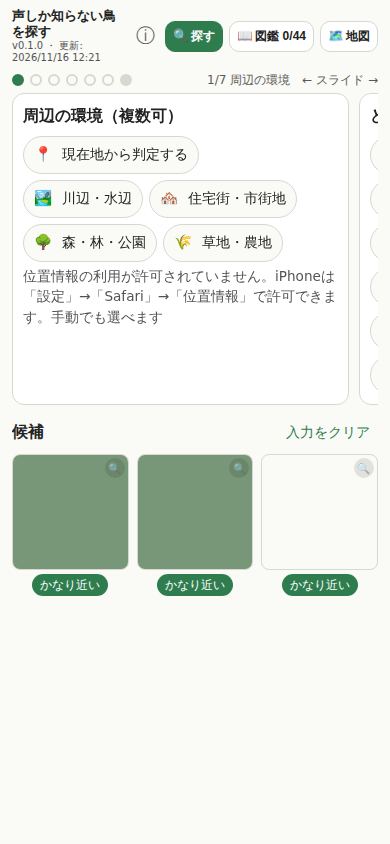 声しか知らない鳥
を探す
v0.1.0 · 更新:
2026/11/16 12:21
ⓘ
🔍 探す
📖 図鑑 0/44
🗺️ 地図
1/7 周辺の環境 ← スライド →
周辺の環境（複数可）
📍 現在地から判定する
🏞️ 川辺・水辺
🏘️ 住宅街・市街地
🌳 森・林・公園
🌾 草地・農地
位置情報の利用が許可されていません。iPhoneは
「設定」→「Safari」→「位置情報」で許可できま
す。手動でも選べます
候補
入力をクリア
かなり近い
かなり近い
かなり近い